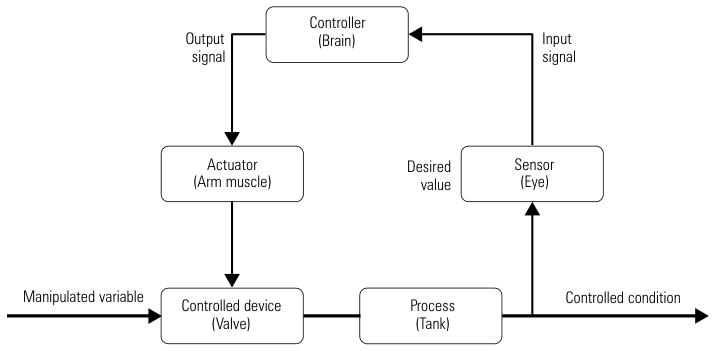 Controller
(Brain)
Output
signal
Input
signal
Actuator
(Arm muscle)
Desired
value
Sensor
(Eye)
Manipulated variable
Controlled device
(Valve)
Process
(Tank)
Controlled condition